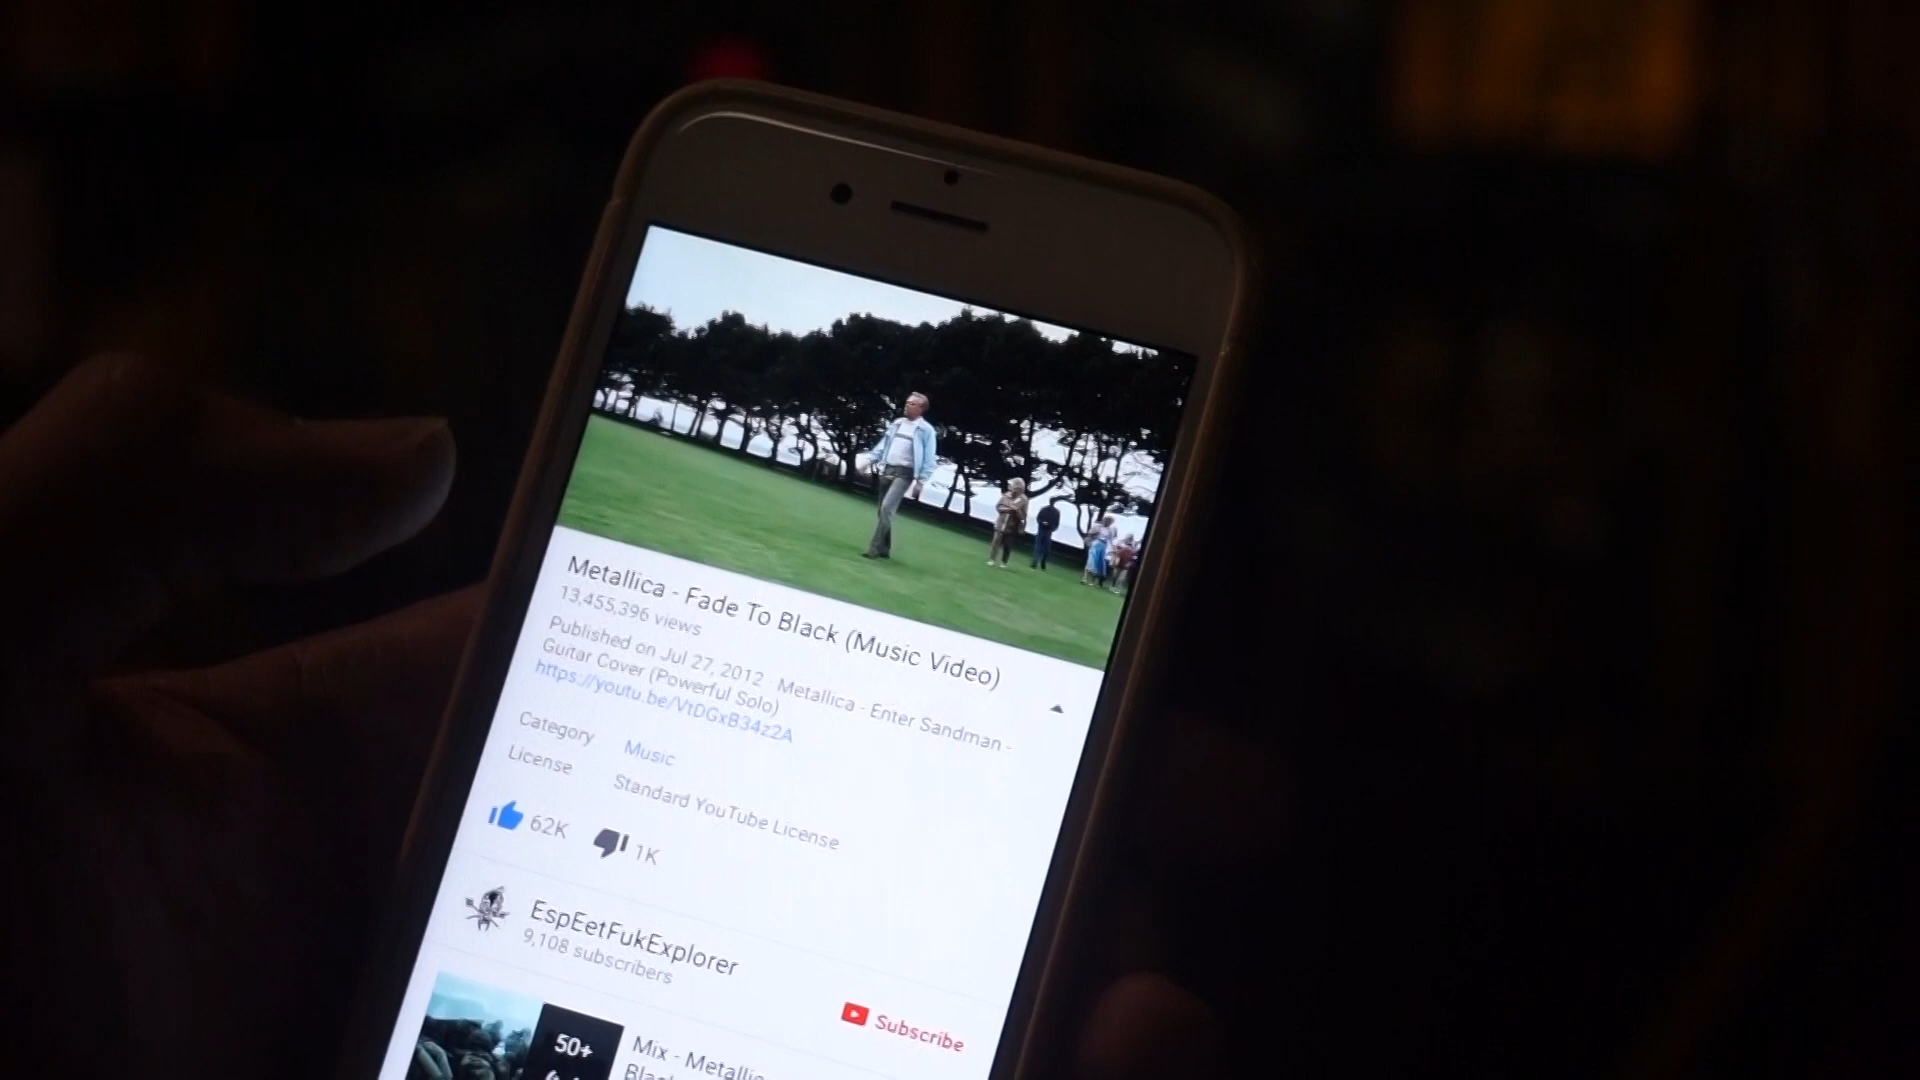 Metallica - Fade To Black (Music Video)
13,455,396 views
Published on Jul 27, 2012 · Metallica - Enter Sandman -
Guitar Cover (Powerful Solo)
https://youtu.be/VtDGxB34z2A
Category Music
License Standard YouTube License
62K 1K
EspEetFukExplorer
9,108 subscribers
Subscribe
50+
Mix - Metallic
Blac